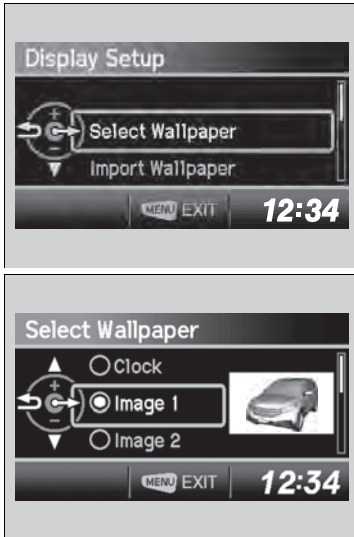 Display Setup
Select Wallpaper
Import Wallpaper
MENU EXIT
12:34
Select Wallpaper
Clock
Image 1
Image 2
MENU EXIT
12:34